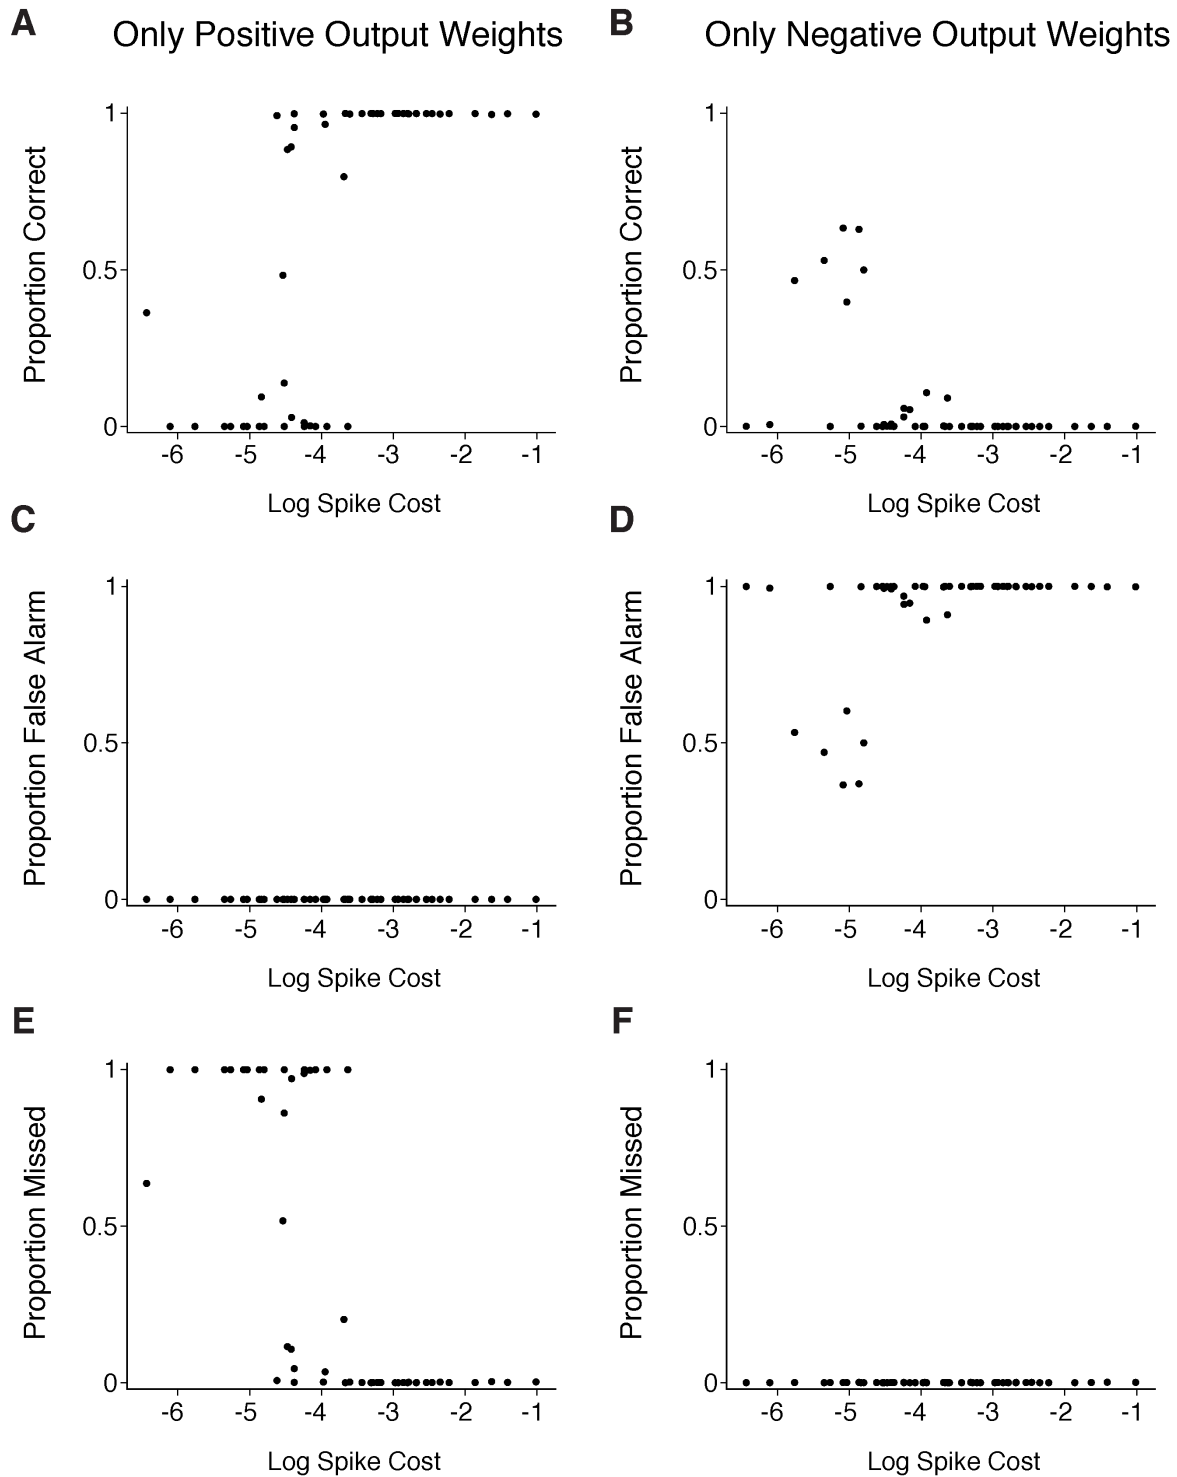 A
Only Positive Output Weights
1
0.5
0
Proportion Correct
-6 -5 -4 -3 -2 -1
Log Spike Cost
B
Only Negative Output Weights
1
0.5
0
Proportion Correct
-6 -5 -4 -3 -2 -1
Log Spike Cost
C
1
0.5
0
Proportion False Alarm
-6 -5 -4 -3 -2 -1
Log Spike Cost
D
1
0.5
0
Proportion False Alarm
-6 -5 -4 -3 -2 -1
Log Spike Cost
E
1
0.5
0
Proportion Missed
-6 -5 -4 -3 -2 -1
Log Spike Cost
F
1
0.5
0
Proportion Missed
-6 -5 -4 -3 -2 -1
Log Spike Cost